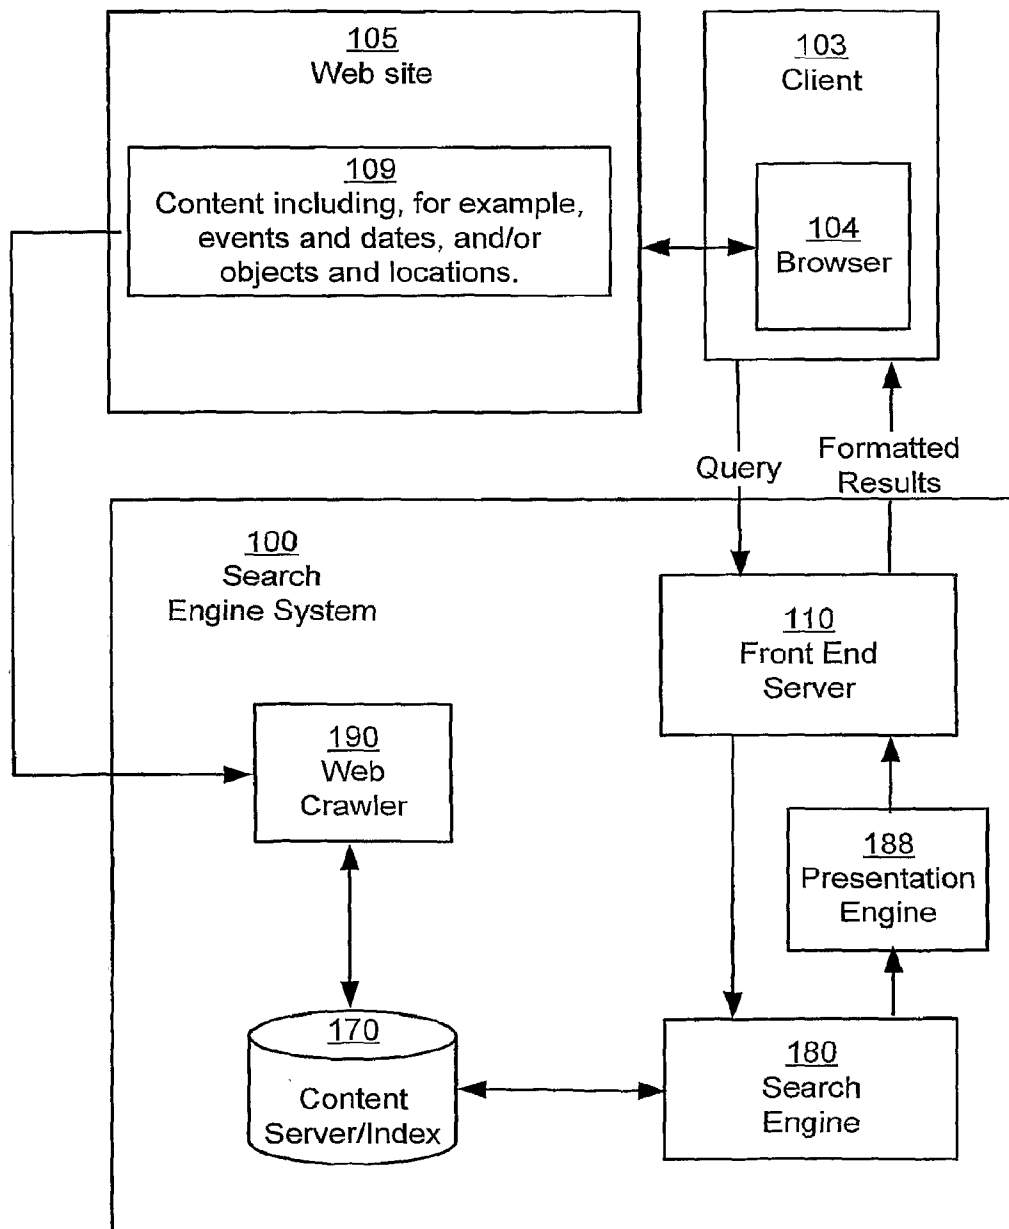 105
Web site
109
Content including, for example,
events and dates, and/or
objects and locations.
103
Client
104
Browser
Query
Formatted
Results
100
Search
Engine System
110
Front End
Server
190
Web
Crawler
188
Presentation
Engine
170
Content
Server/Index
180
Search
Engine